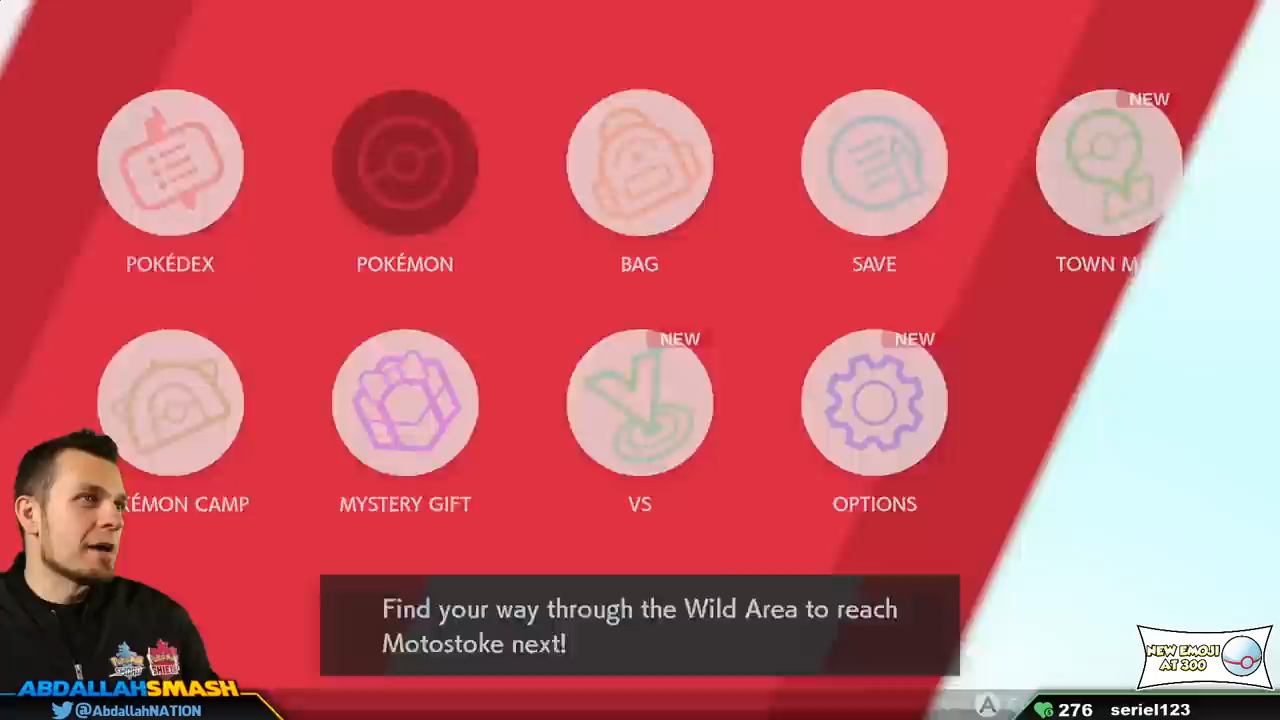 NEW
POKÉDEX
POKÉMON
BAG
SAVE
TOWN M
NEW
NEW
KÉMON CAMP
MYSTERY GIFT
VS
OPTIONS
Find your way through the Wild Area to reach
Motostoke next!
NEW EMOJI
AT 300
ABDALLAHSMASH
@AbdallahNATION
A
276 seriel123